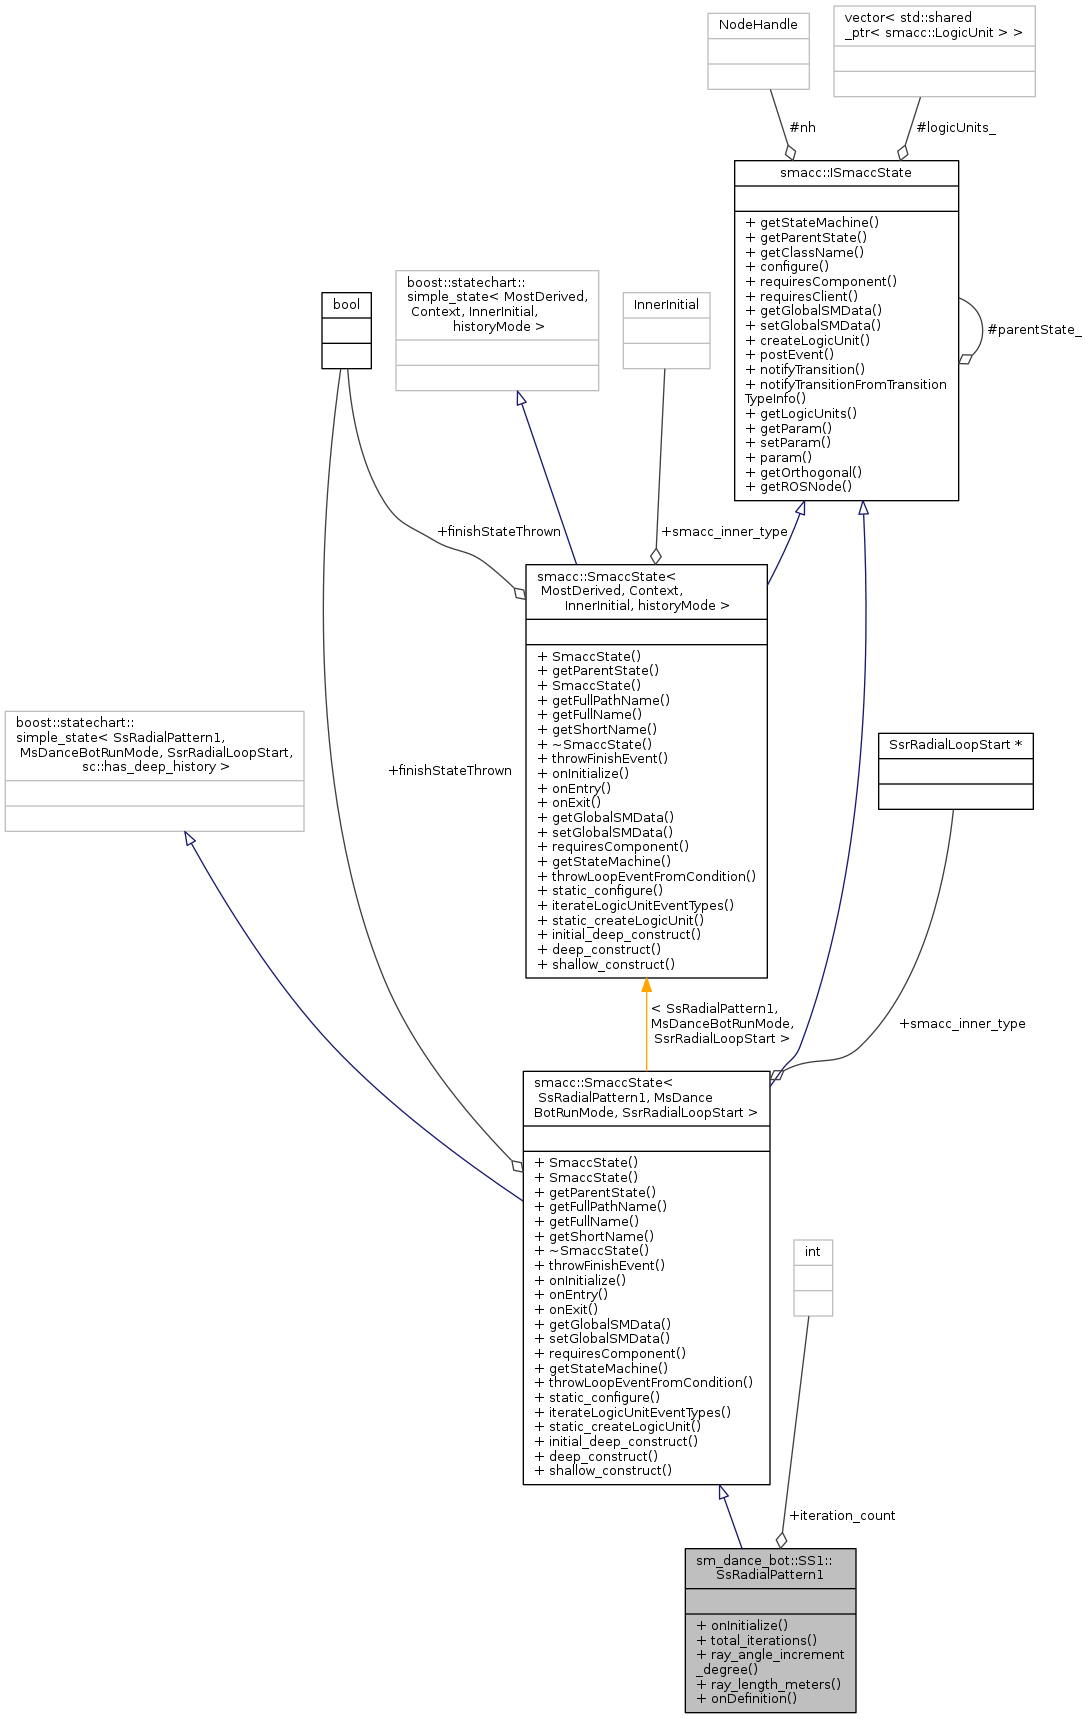 NodeHandle
vector< std::shared
_ptr< smacc::LogicUnit > >
#nh
#logicUnits_
smacc::ISmaccState
+ getStateMachine()
+ getParentState()
+ getClassName()
+ configure()
+ requiresComponent()
+ requiresClient()
+ getGlobalSMData()
+ setGlobalSMData()
+ createLogicUnit()
+ postEvent()
+ notifyTransition()
+ notifyTransitionFromTransition
TypeInfo()
+ getLogicUnits()
+ getParam()
+ setParam()
+ param()
+ getOrthogonal()
+ getROSNode()
#parentState_
bool
boost::statechart::
simple_state< MostDerived,
Context, InnerInitial,
historyMode >
InnerInitial
+finishStateThrown
+smacc_inner_type
smacc::SmaccState<
MostDerived, Context,
InnerInitial, historyMode >
+ SmaccState()
+ getParentState()
+ SmaccState()
+ getFullPathName()
+ getFullName()
+ getShortName()
+ ~SmaccState()
+ throwFinishEvent()
+ onInitialize()
+ onEntry()
+ onExit()
+ getGlobalSMData()
+ setGlobalSMData()
+ requiresComponent()
+ getStateMachine()
+ throwLoopEventFromCondition()
+ static_configure()
+ iterateLogicUnitEventTypes()
+ static_createLogicUnit()
+ initial_deep_construct()
+ deep_construct()
+ shallow_construct()
boost::statechart::
simple_state< SsRadialPattern1,
MsDanceBotRunMode, SsrRadialLoopStart,
sc::has_deep_history >
+finishStateThrown
SsrRadialLoopStart *
< SsRadialPattern1,
MsDanceBotRunMode,
SsrRadialLoopStart >
+smacc_inner_type
smacc::SmaccState<
SsRadialPattern1, MsDance
BotRunMode, SsrRadialLoopStart >
+ SmaccState()
+ SmaccState()
+ getParentState()
+ getFullPathName()
+ getFullName()
+ getShortName()
+ ~SmaccState()
+ throwFinishEvent()
+ onInitialize()
+ onEntry()
+ onExit()
+ getGlobalSMData()
+ setGlobalSMData()
+ requiresComponent()
+ getStateMachine()
+ throwLoopEventFromCondition()
+ static_configure()
+ iterateLogicUnitEventTypes()
+ static_createLogicUnit()
+ initial_deep_construct()
+ deep_construct()
+ shallow_construct()
int
+iteration_count
sm_dance_bot::SS1::
SsRadialPattern1
+ onInitialize()
+ total_iterations()
+ ray_angle_increment
_degree()
+ ray_length_meters()
+ onDefinition()